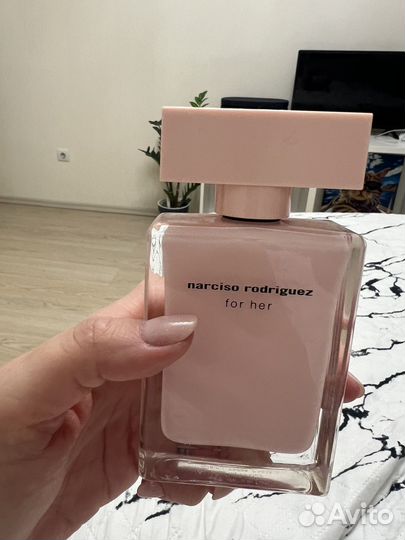 narciso rodriguez
for her
Avito